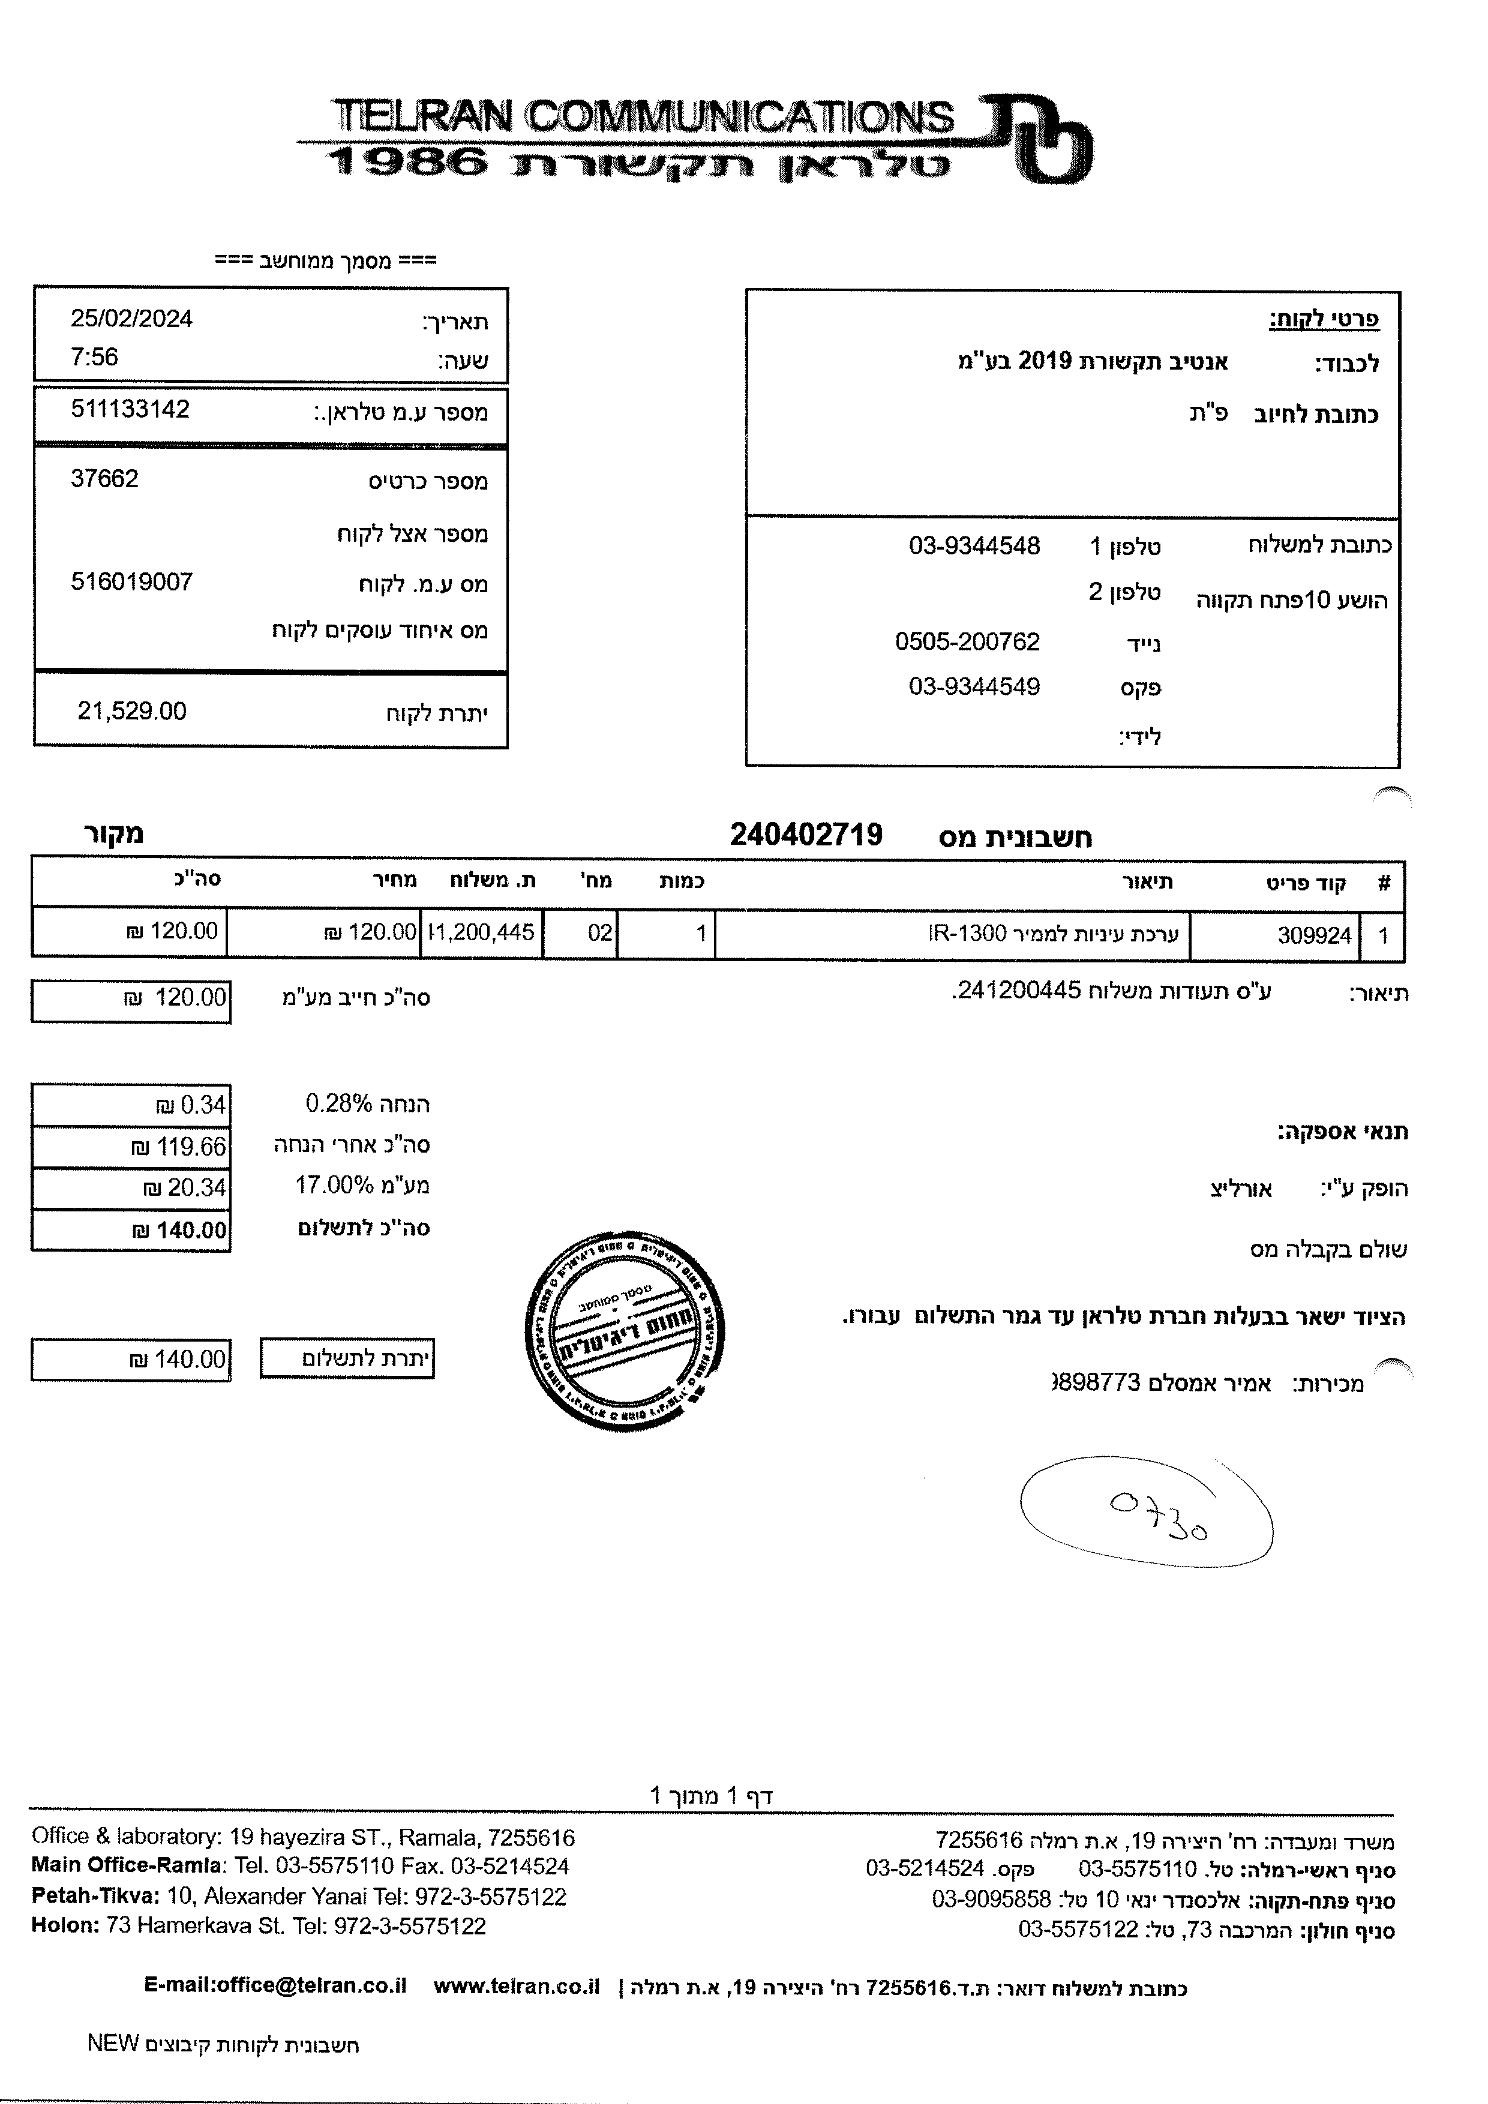 TELRAN COMMUNICATIONS
טלראן תקשורת 1986
=== מסמך ממוחשב ===
פרטי לקוח:
לכבוד: אנטיב תקשורת 2019 בע"מ
כתובת לחיוב פ"ת
כתובת למשלוח
הושע 10פתח תקווה
טלפון 1 03-9344548
טלפון 2
נייד 0505-200762
פקס 03-9344549
לידי:
תאריך: 25/02/2024
שעה: 7:56
מספר ע.מ טלראן.: 511133142
מספר כרטיס 37662
מספר אצל לקוח
מס ע.מ. לקוח 516019007
מס איחוד עוסקים לקוח
יתרת לקוח 21,529.00
חשבונית מס 240402719 מקור
# קוד פריט תיאור כמות מח' ת. משלוח מחיר סה"כ
1 309924 ערכת עיניות לממיר IR-1300 1 02 1,200,445 120.00 ₪ 120.00 ₪
תיאור: ע"ס תעודות משלוח 241200445.
סה"כ חייב מע"מ 120.00 ₪
הנחה 0.28% 0.34 ₪
סה"כ אחרי הנחה 119.66 ₪
מע"מ 17.00% 20.34 ₪
סה"כ לתשלום 140.00 ₪
יתרת לתשלום 140.00 ₪
תנאי אספקה:
הופק ע"י: אורליצ
שולם בקבלה מס
הציוד ישאר בבעלות חברת טלראן עד גמר התשלום עבורו.
מכירות: אמיר אמסלם 9898773
מסמך ממוחשב
חתום דיגיטלית
0730
דף 1 מתוך 1
משרד ומעבדה: רח' היצירה 19, א.ת רמלה 7255616
סניף ראשי-רמלה: טל. 03-5575110 פקס. 03-5214524
סניף פתח-תקוה: אלכסנדר ינאי 10 טל: 03-9095858
סניף חולון: המרכבה 73, טל: 03-5575122
Office & laboratory: 19 hayezira ST., Ramala, 7255616
Main Office-Ramla: Tel. 03-5575110 Fax. 03-5214524
Petah-Tikva: 10, Alexander Yanai Tel: 972-3-5575122
Holon: 73 Hamerkava St. Tel: 972-3-5575122
כתובת למשלוח דואר: ת.ד.7255616 רח' היצירה 19, א.ת רמלה | www.telran.co.il E-mail:office@telran.co.il
חשבונית לקוחות קיבוצים NEW